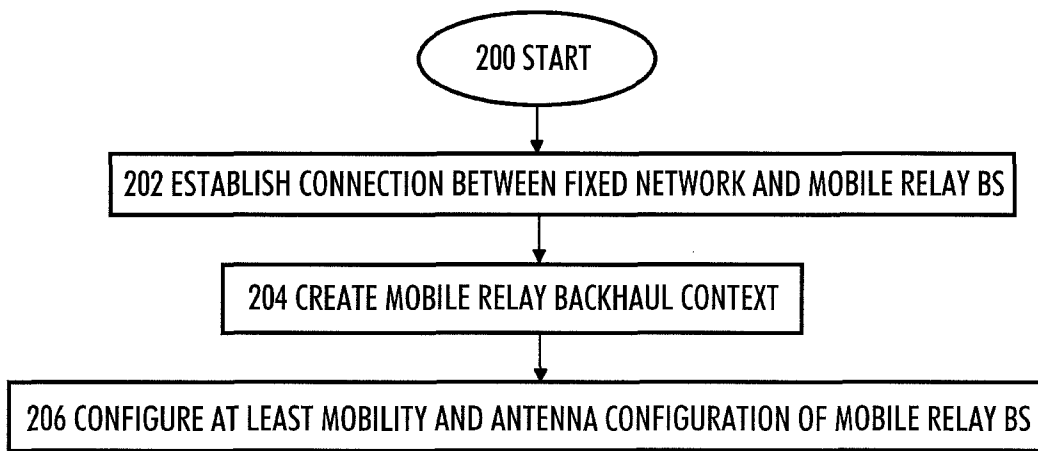 200 START
202 ESTABLISH CONNECTION BETWEEN FIXED NETWORK AND MOBILE RELAY BS
204 CREATE MOBILE RELAY BACKHAUL CONTEXT
206 CONFIGURE AT LEAST MOBILITY AND ANTENNA CONFIGURATION OF MOBILE RELAY BS